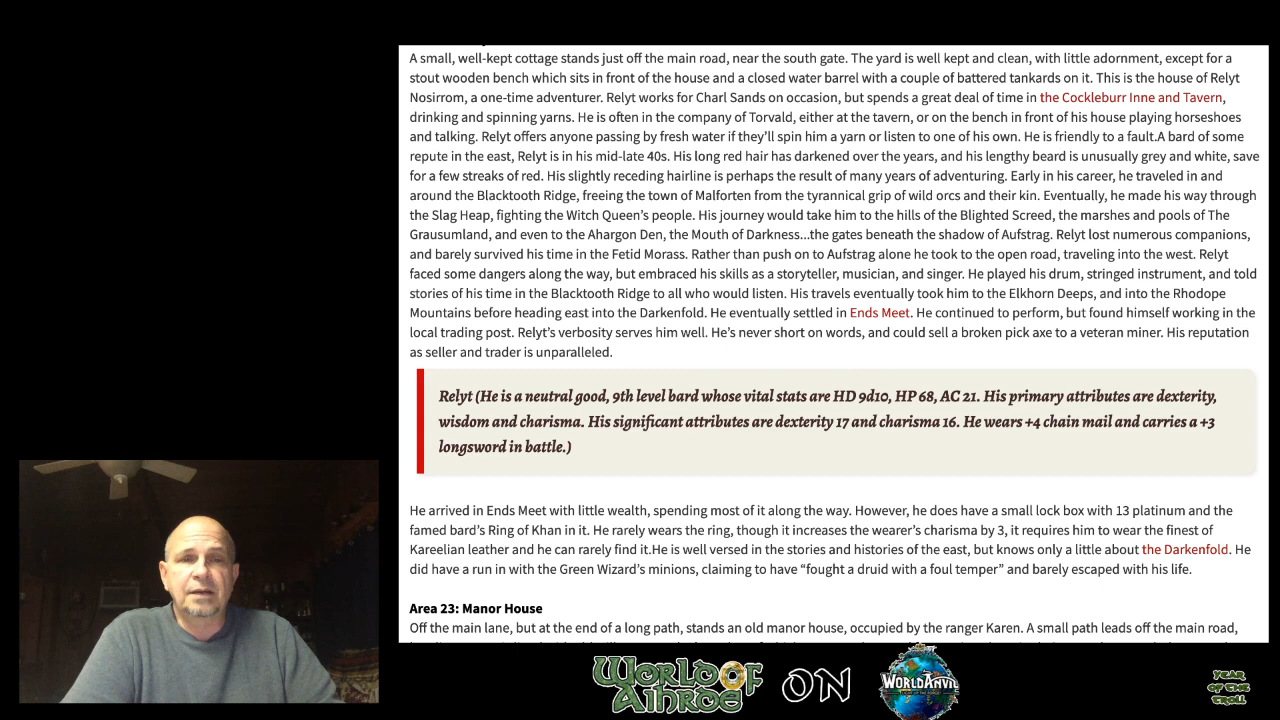 A small, well-kept cottage stands just off the main road, near the south gate. The yard is well kept and clean, with little adornment, except for a
stout wooden bench which sits in front of the house and a closed water barrel with a couple of battered tankards on it. This is the house of Relyt
Nosirrom, a one-time adventurer. Relyt works for Charl Sands on occasion, but spends a great deal of time in the Cockleburr Inne and Tavern,
drinking and spinning yarns. He is often in the company of Torvald, either at the tavern, or on the bench in front of his house playing horseshoes
and talking. Relyt offers anyone passing by fresh water if they'll spin him a yarn or listen to one of his own. He is friendly to a fault.A bard of some
repute in the east, Relyt is in his mid-late 40s. His long red hair has darkened over the years, and his lengthy beard is unusually grey and white, save
for a few streaks of red. His slightly receding hairline is perhaps the result of many years of adventuring. Early in his career, he traveled in and
around the Blacktooth Ridge, freeing the town of Malforten from the tyrannical grip of wild orcs and their kin. Eventually, he made his way through
the Slag Heap, fighting the Witch Queen's people. His journey would take him to the hills of the Blighted Screed, the marshes and pools of The
Grausumland, and even to the Ahargon Den, the Mouth of Darkness...the gates beneath the shadow of Aufstrag. Relyt lost numerous companions,
and barely survived his time in the Fetid Morass. Rather than push on to Aufstrag alone he took to the open road, traveling into the west. Relyt
faced some dangers along the way, but embraced his skills as a storyteller, musician, and singer. He played his drum, stringed instrument, and told
stories of his time in the Blacktooth Ridge to all who would listen. His travels eventually took him to the Elkhorn Deeps, and into the Rhodope
Mountains before heading east into the Darkenfold. He eventually settled in Ends Meet. He continued to perform, but found himself working in the
local trading post. Relyt's verbosity serves him well. He's never short on words, and could sell a broken pick axe to a veteran miner. His reputation
as seller and trader is unparalleled.
Relyt (He is a neutral good, 9th level bard whose vital stats are HD 9d10, HP 68, AC 21. His primary attributes are dexterity,
wisdom and charisma. His significant attributes are dexterity 17 and charisma 16. He wears +4 chain mail and carries a +3
longsword in battle.)
He arrived in Ends Meet with little wealth, spending most of it along the way. However, he does have a small lock box with 13 platinum and the
famed bard's Ring of Khan in it. He rarely wears the ring, though it increases the wearer's charisma by 3, it requires him to wear the finest of
Kareelian leather and he can rarely find it.He is well versed in the stories and histories of the east, but knows only a little about the Darkenfold. He
did have a run in with the Green Wizard's minions, claiming to have "fought a druid with a foul temper" and barely escaped with his life.
Area 23: Manor House
Off the main lane, but at the end of a long path, stands an old manor house, occupied by the ranger Karen. A small path leads off the main road,
WORLD OF
AIHRDE
ON
WORLDANVIL
YEAR
OF THE
TROLL